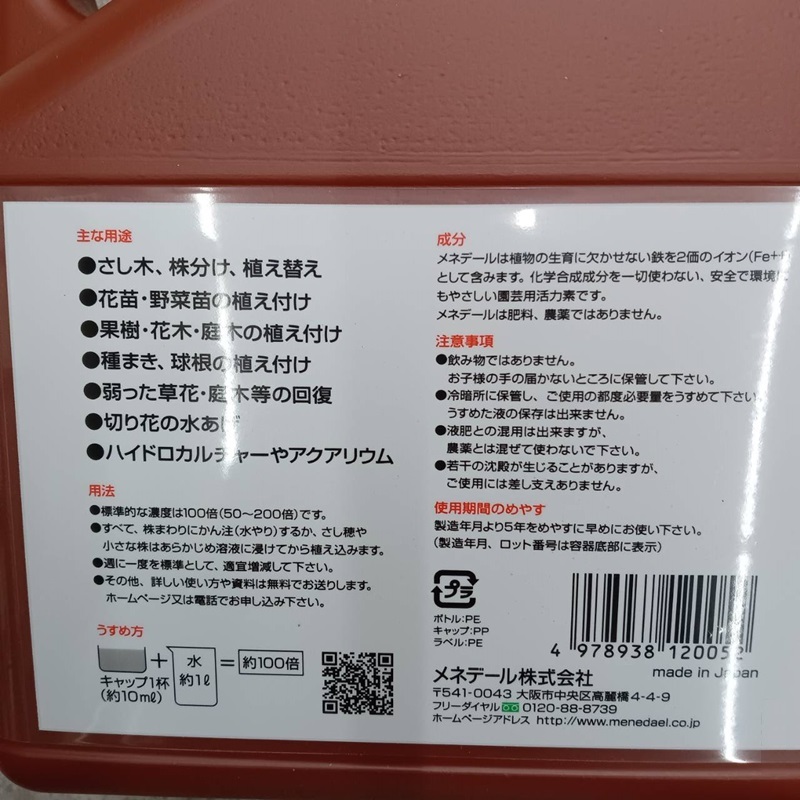 主な用途
●さし木、株分け、植え替え
●花苗・野菜苗の植え付け
●果樹・花木・庭木の植え付け
●種まき、球根の植え付け
●弱った草花・庭木等の回復
●切り花の水あげ
●ハイドロカルチャーやアクアリウム
用法
●標準的な濃度は100倍(50〜200倍)です。
●すべて、株まわりにかん注(水やり)するか、さし穂や
小さな株はあらかじめ溶液に浸けてから植え込みます。
●週に一度を標準として、適宜増減して下さい。
●その他、詳しい使い方や資料は無料でお送りします。
ホームページ又は電話でお申し込み下さい。
うすめ方
キャップ1杯
(約10mℓ)
+
水
約1ℓ
=
約100倍
成分
メネデールは植物の生育に欠かせない鉄を2価のイオン(Fe++)
として含みます。化学合成成分を一切使わない、安全で環境に
もやさしい園芸用活力素です。
メネデールは肥料、農薬ではありません。
注意事項
●飲み物ではありません。
お子様の手の届かないところに保管して下さい。
●冷暗所に保管し、ご使用の都度必要量をうすめて下さい。
うすめた液の保存は出来ません。
●液肥との混用は出来ますが、
農薬とは混ぜて使わないで下さい。
●若干の沈殿が生じることがありますが、
ご使用には差し支えありません。
使用期間のめやす
製造年月より5年をめやすに早めにお使い下さい。
(製造年月、ロット番号は容器底部に表示)
プラ
ボトル:PE
キャップ:PP
ラベル:PE
4 978938 120052
made in Japan
メネデール株式会社
〒541-0043 大阪市中央区高麗橋4-4-9
フリーダイヤル 0120-88-8739
ホームページアドレス http://www.menedael.co.jp